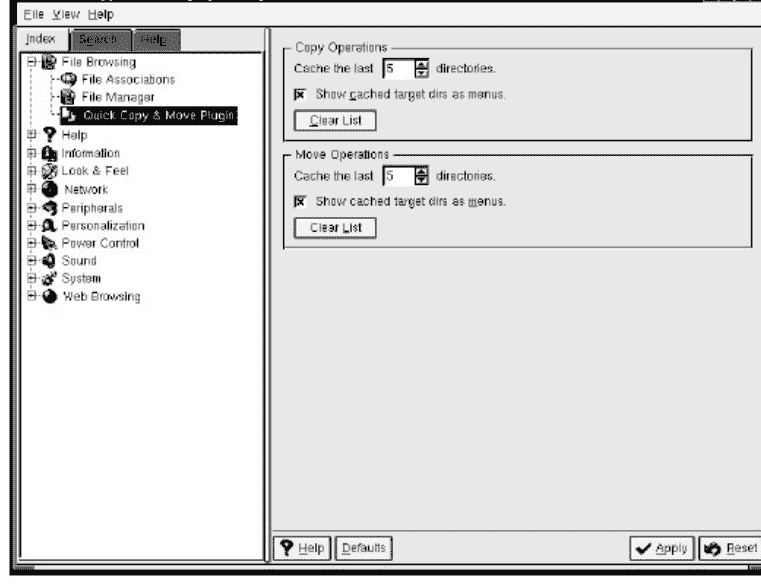 File View Help
Index Search Help
File Browsing
File Associations
File Manager
Quick Copy & Move Plugin
Help
Information
Look & Feel
Network
Peripherals
Personalization
Power Control
Sound
System
Web Browsing
Copy Operations
Cache the last 5 directories.
Show cached target dirs as menus.
Clear List
Move Operations
Cache the last 5 directories.
Show cached target dirs as menus.
Clear List
Help Defaults Apply Reset